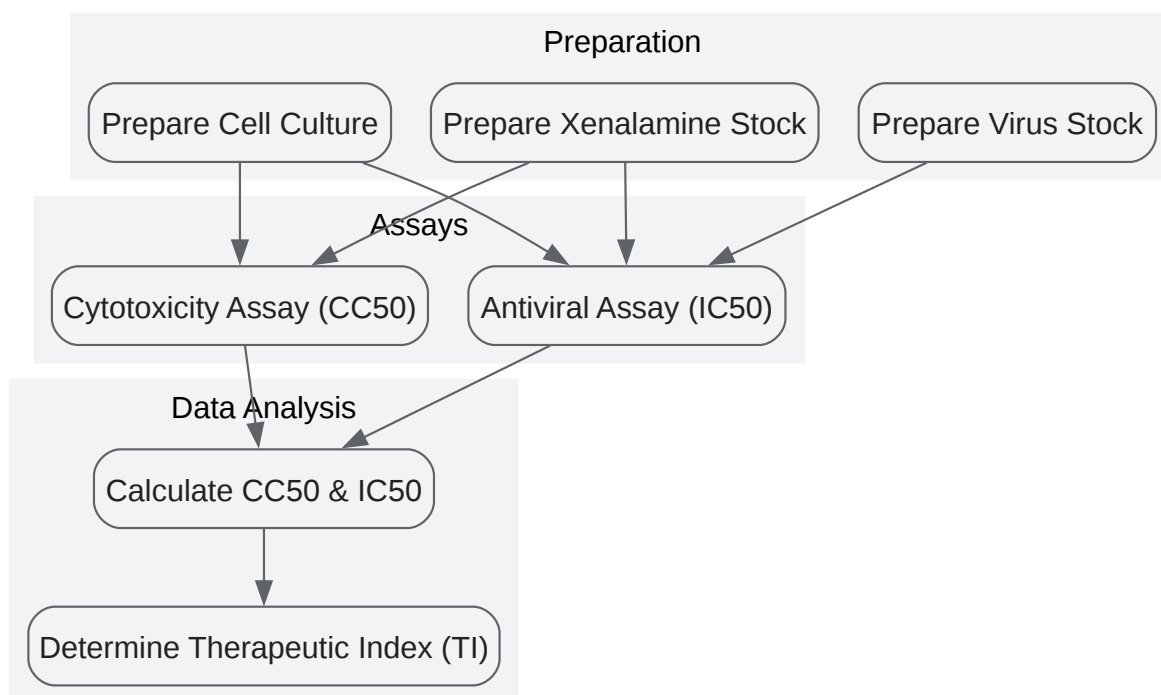 Preparation
Prepare Cell Culture
Prepare Xenalamine Stock
Prepare Virus Stock
Assays
Cytotoxicity Assay (CC50)
Antiviral Assay (IC50)
Data Analysis
Calculate CC50 & IC50
Determine Therapeutic Index (TI)